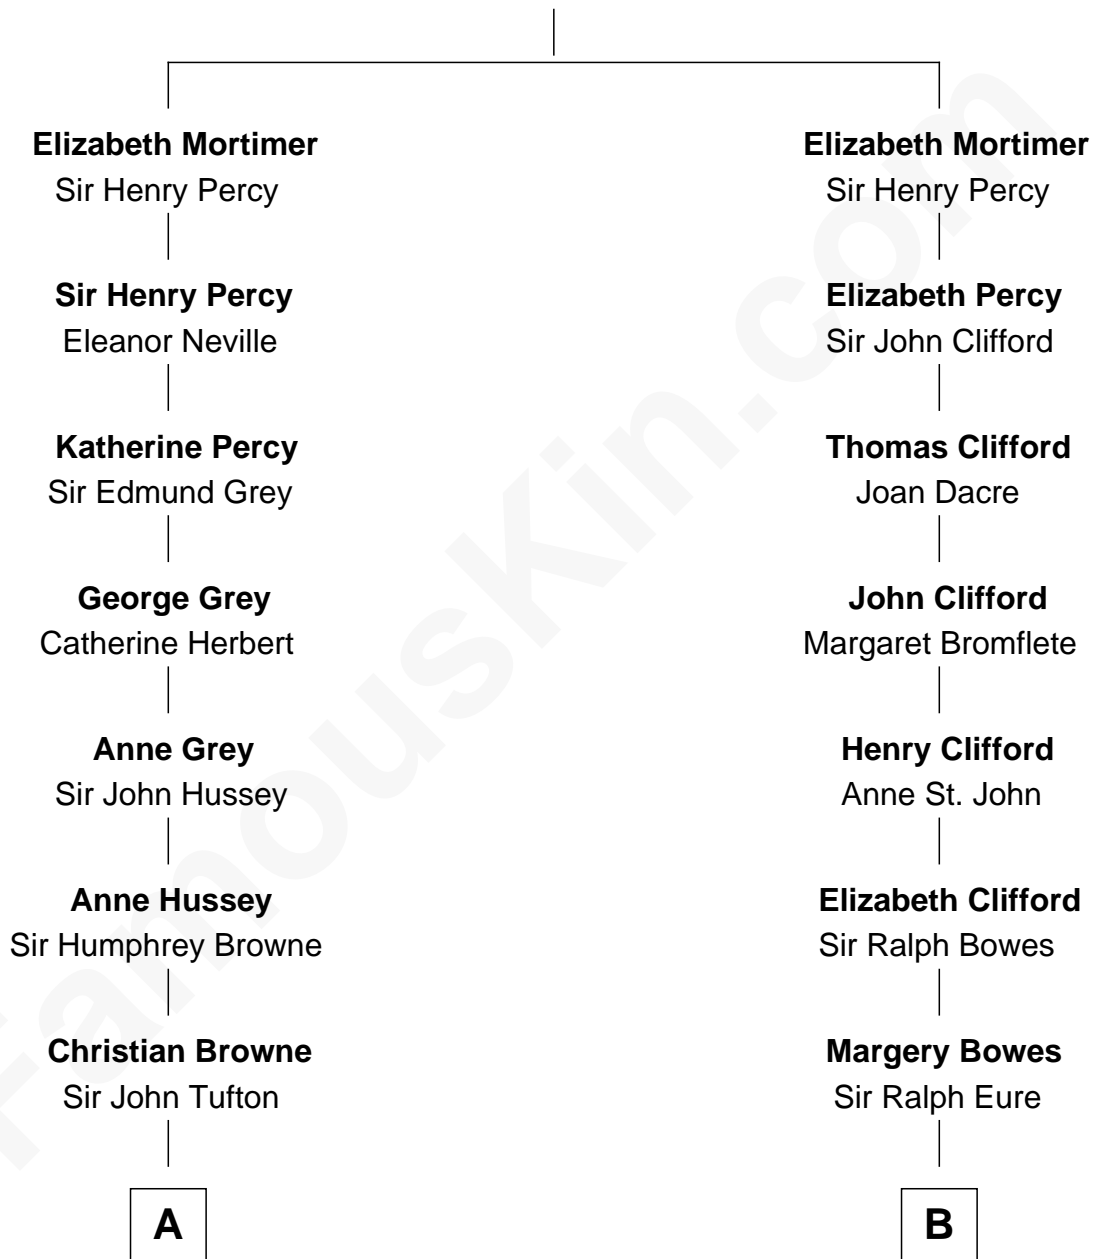 Elizabeth Mortimer
Sir Henry Percy
Sir Henry Percy
Eleanor Neville
Katherine Percy
Sir Edmund Grey
George Grey
Catherine Herbert
Anne Grey
Sir John Hussey
Anne Hussey
Sir Humphrey Browne
Christian Browne
Sir John Tufton
A
Elizabeth Mortimer
Sir Henry Percy
Elizabeth Percy
Sir John Clifford
Thomas Clifford
Joan Dacre
John Clifford
Margaret Bromflete
Henry Clifford
Anne St. John
Elizabeth Clifford
Sir Ralph Bowes
Margery Bowes
Sir Ralph Eure
B
FamousKin.com